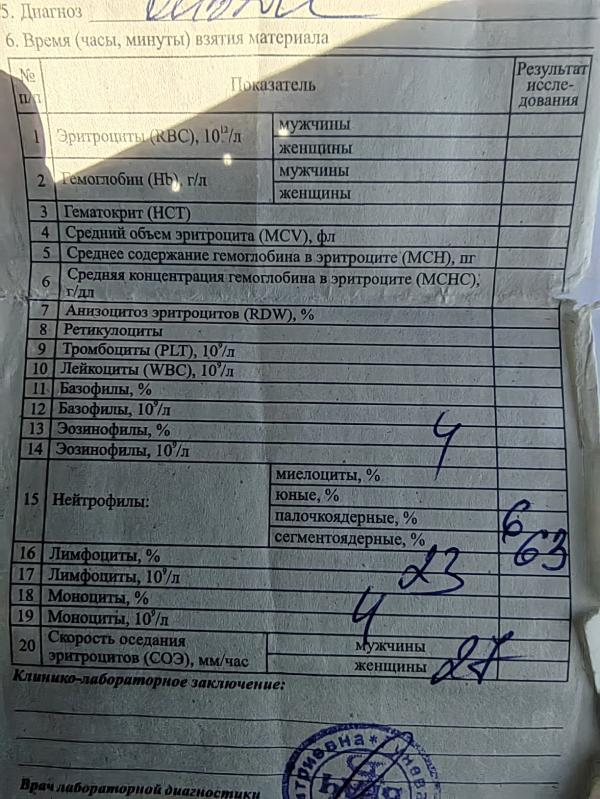 5. Диагноз
6. Время (часы, минуты) взятия материала
№ п/п Показатель Результат иссле-
дования
1 Эритроциты (RBC), 10¹²/л мужчины
женщины
2 Гемоглобин (Hb), г/л мужчины
женщины
3 Гематокрит (HCT)
4 Средний объем эритроцита (MCV), фл
5 Среднее содержание гемоглобина в эритроците (MCH), пг
6 Средняя концентрация гемоглобина в эритроците (MCHC),
г/дл
7 Анизоцитоз эритроцитов (RDW), %
8 Ретикулоциты
9 Тромбоциты (PLT), 10⁹/л
10 Лейкоциты (WBC), 10⁹/л
11 Базофилы, %
12 Базофилы, 10⁹/л
13 Эозинофилы, % 4
14 Эозинофилы, 10⁹/л
15 Нейтрофилы: миелоциты, %
юные, %
палочкоядерные, % 6
сегментоядерные, % 63
16 Лимфоциты, % 23
17 Лимфоциты, 10⁹/л
18 Моноциты, % 4
19 Моноциты, 10⁹/л
20 Скорость оседания
эритроцитов (СОЭ), мм/час мужчины
женщины 27
Клинико-лабораторное заключение:
Врач лабораторной диагностики